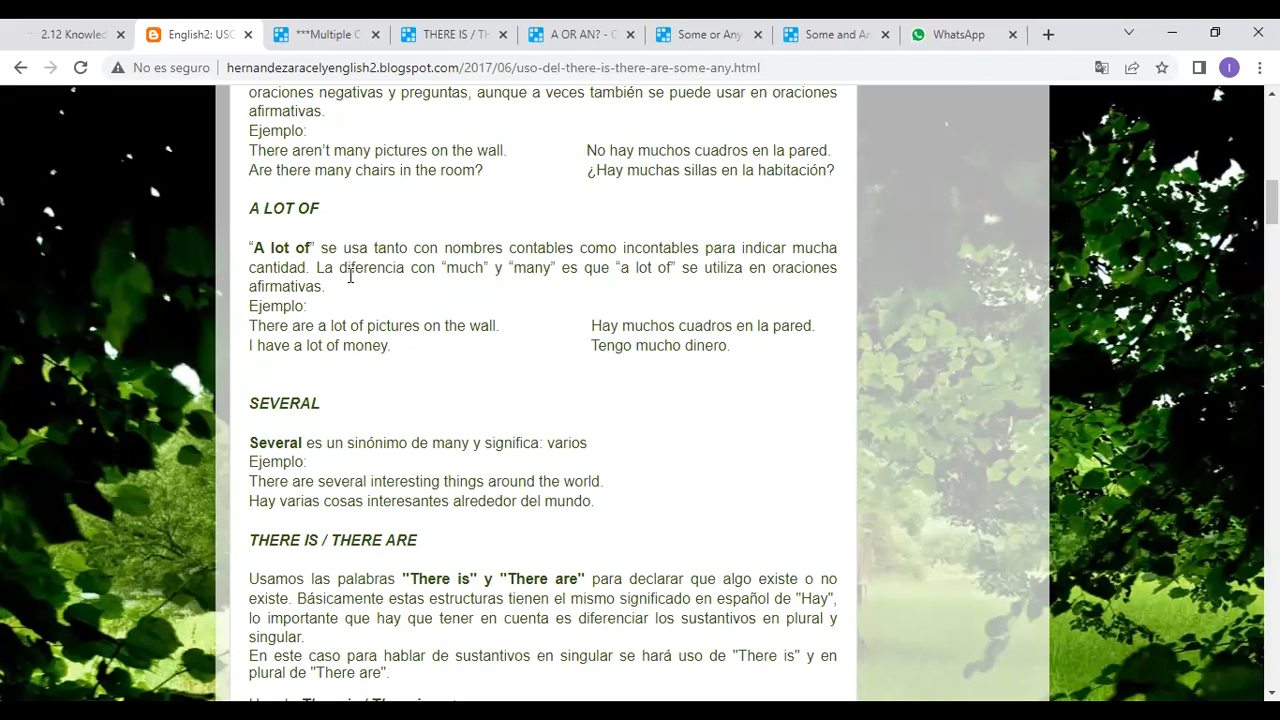 2.12 Knowled
English2: USO
***Multiple C
THERE IS / TH
A OR AN? - G
Some or Any
Some and An
WhatsApp
No es seguro
hernandezaracelyenglish2.blogspot.com/2017/06/uso-del-there-is-there-are-some-any.html
I
oraciones negativas y preguntas, aunque a veces también se puede usar en oraciones
afirmativas.
Ejemplo:
There aren't many pictures on the wall. No hay muchos cuadros en la pared.
Are there many chairs in the room? ¿Hay muchas sillas en la habitación?
A LOT OF
“A lot of” se usa tanto con nombres contables como incontables para indicar mucha
cantidad. La diferencia con “much” y “many” es que “a lot of” se utiliza en oraciones
afirmativas.
Ejemplo:
There are a lot of pictures on the wall. Hay muchos cuadros en la pared.
I have a lot of money. Tengo mucho dinero.
SEVERAL
Several es un sinónimo de many y significa: varios
Ejemplo:
There are several interesting things around the world.
Hay varias cosas interesantes alrededor del mundo.
THERE IS / THERE ARE
Usamos las palabras "There is" y "There are" para declarar que algo existe o no
existe. Básicamente estas estructuras tienen el mismo significado en español de "Hay",
lo importante que hay que tener en cuenta es diferenciar los sustantivos en plural y
singular.
En este caso para hablar de sustantivos en singular se hará uso de "There is" y en
plural de "There are".